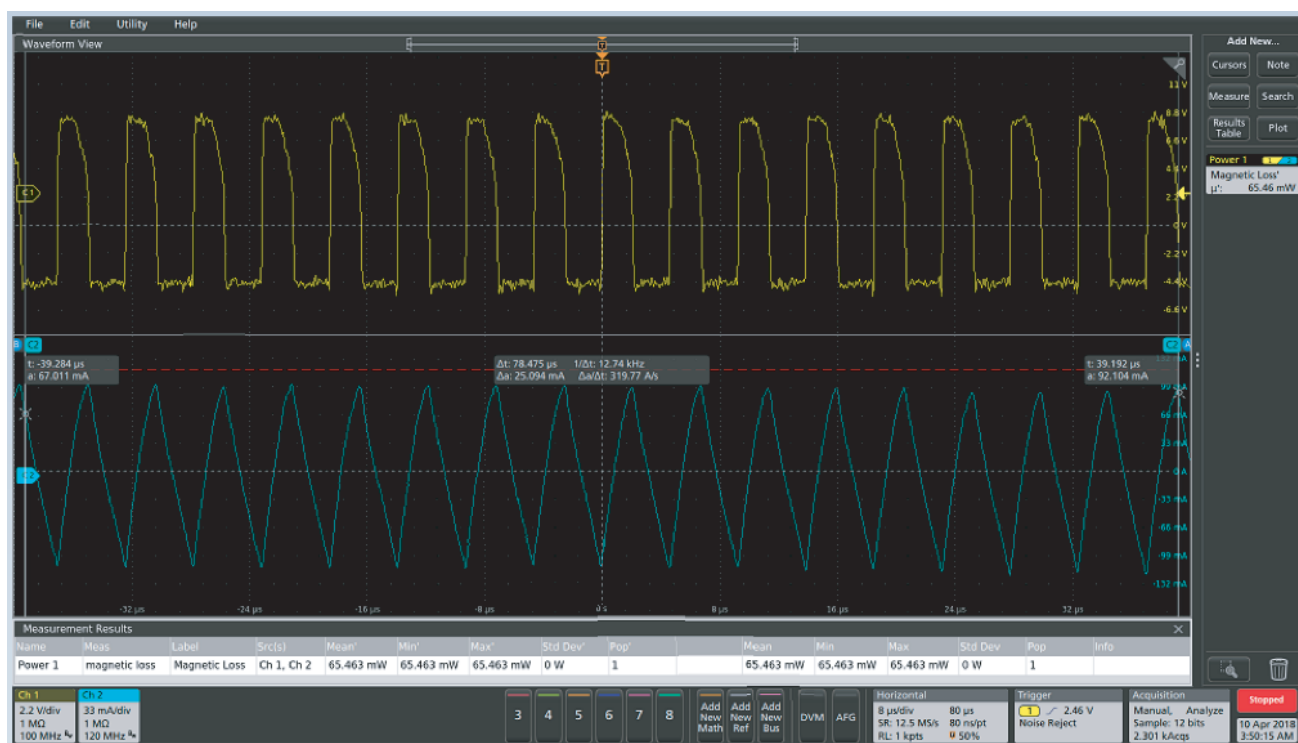 File Edit Utility Help
Waveform View
Add New...
T
T
Cursors Note
11 V
Measure Search
8.8 V
Results Table Plot
6.6 V
4.4 V
Power 1 1 2
Magnetic Loss'
µ': 65.46 mW
C 1
2.2 V
0 V
-2.2 V
-4.4 V
-6.6 V
C2
C2 A
132 mA
t: -39.284 µs
a: 67.011 mA
Δt: 78.475 µs 1/Δt: 12.74 kHz
Δa: 25.094 mA Δa/Δt: 319.77 A/s
t: 39.192 µs
a: 92.104 mA
99 mA
66 mA
33 mA
C 2
0 A
-33 mA
-66 mA
-99 mA
-132 mA
-32 µs -24 µs -16 µs -8 µs 0 s 8 µs 16 µs 24 µs 32 µs
Measurement Results
Name Meas Label Src(s) Mean' Min' Max' Std Dev' Pop' Mean Min Max Std Dev Pop Info
Power 1 magnetic loss Magnetic Loss Ch 1, Ch 2 65.463 mW 65.463 mW 65.463 mW 0 W 1 65.463 mW 65.463 mW 65.463 mW 0 W 1
Ch 1
2.2 V/div
1 MΩ
100 MHz
Ch 2
33 mA/div
1 MΩ
120 MHz
3 4 5 6 7 8
Add New Math
Add New Ref
Add New Bus
DVM AFG
Horizontal
8 µs/div 80 µs
SR: 12.5 MS/s 80 ns/pt
RL: 1 kpts 50%
Trigger
1 2.46 V
Noise Reject
Acquisition
Manual, Analyze
Sample: 12 bits
2.301 kAcqs
Stopped
10 Apr 2018
3:50:15 AM